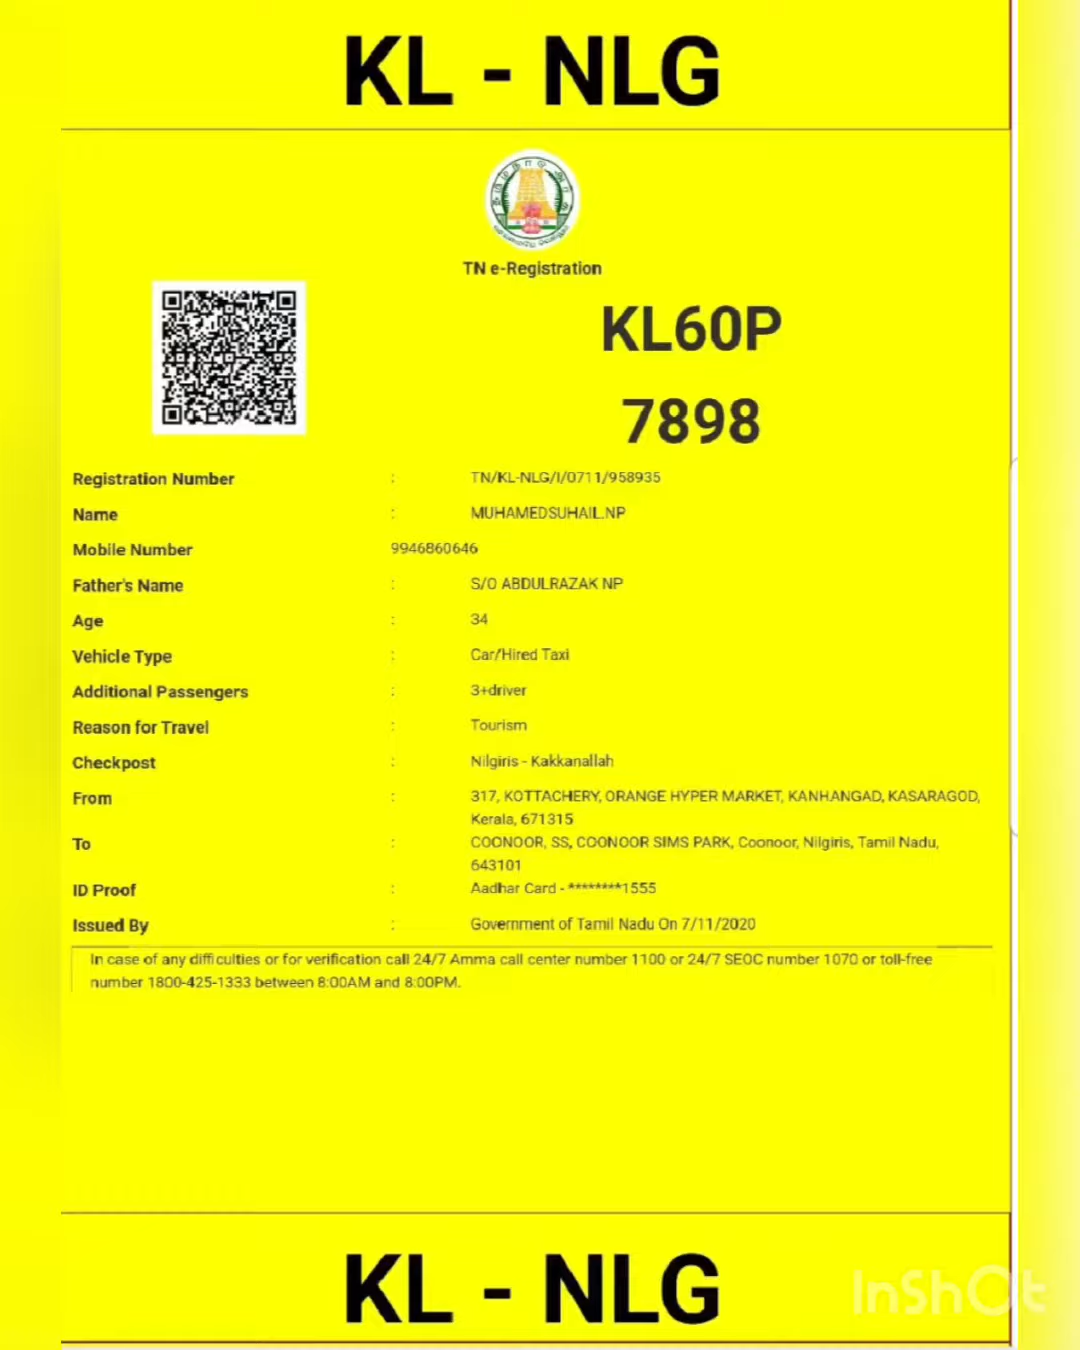 KL - NLG
TN e-Registration
KL60P
7898
Registration Number : TN/KL-NLG/I/0711/958935
Name : MUHAMEDSUHAIL.NP
Mobile Number 9946860646
Father's Name : S/O ABDULRAZAK NP
Age : 34
Vehicle Type : Car/Hired Taxi
Additional Passengers : 3+driver
Reason for Travel : Tourism
Checkpost : Nilgiris - Kakkanallah
From : 317, KOTTACHERY, ORANGE HYPER MARKET, KANHANGAD, KASARAGOD,
Kerala, 671315
To : COONOOR, SS, COONOOR SIMS PARK, Coonoor, Nilgiris, Tamil Nadu,
643101
ID Proof : Aadhar Card - ********1555
Issued By : Government of Tamil Nadu On 7/11/2020
In case of any difficulties or for verification call 24/7 Amma call center number 1100 or 24/7 SEOC number 1070 or toll-free
number 1800-425-1333 between 8:00AM and 8:00PM.
KL - NLG
InShOt